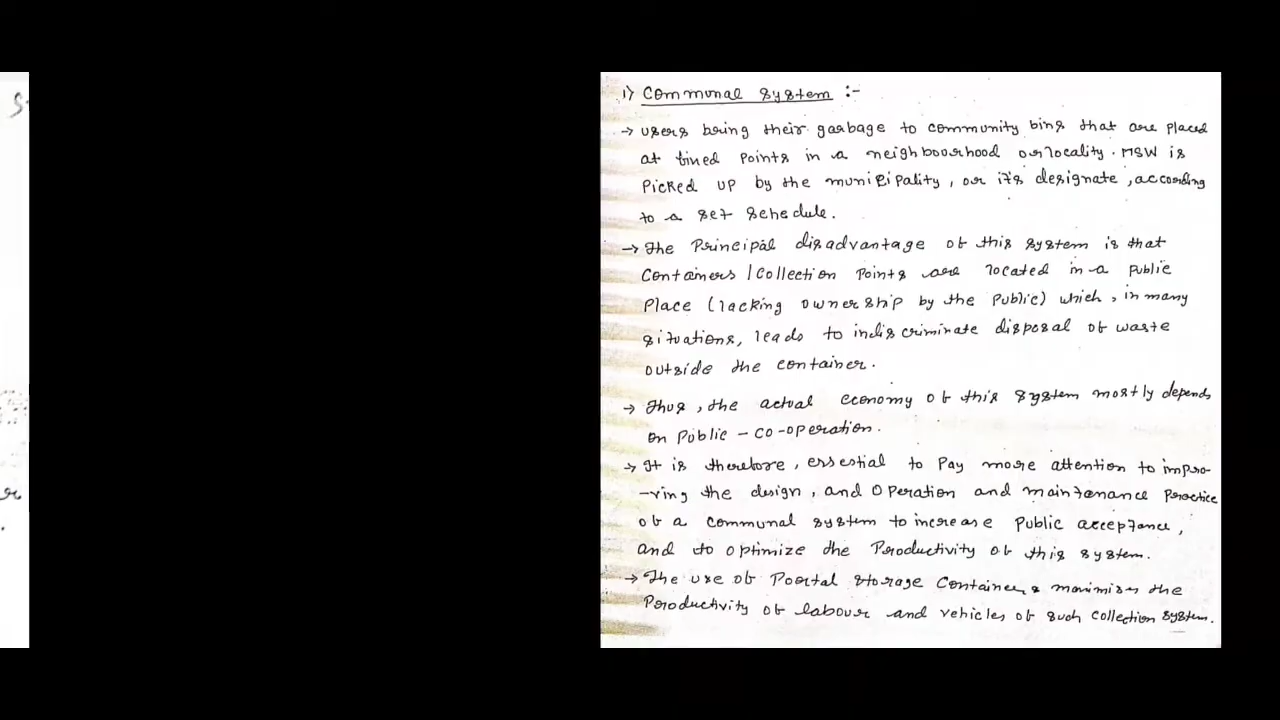 i) Communal System :-
→ users bring their garbage to community bins that are placed
at fixed points in a neighbourhood or locality. MSW is
picked up by the municipality, or its designate, according
to a set schedule.
→ The principal disadvantage of this system is that
containers / collection points are located in a public
place (lacking ownership by the public) which, in many
situations, leads to indiscriminate disposal of waste
outside the container.
→ Thus, the actual economy of this system mostly depends
on public - co-operation.
→ It is therefore, essestial to pay more attention to impro-
-ving the design, and operation and maintenance practice
of a communal system to increase public acceptance,
and to optimize the productivity of this system.
→ The use of Poortal storage containers maximises the
productivity of labour and vehicles of such collection system.